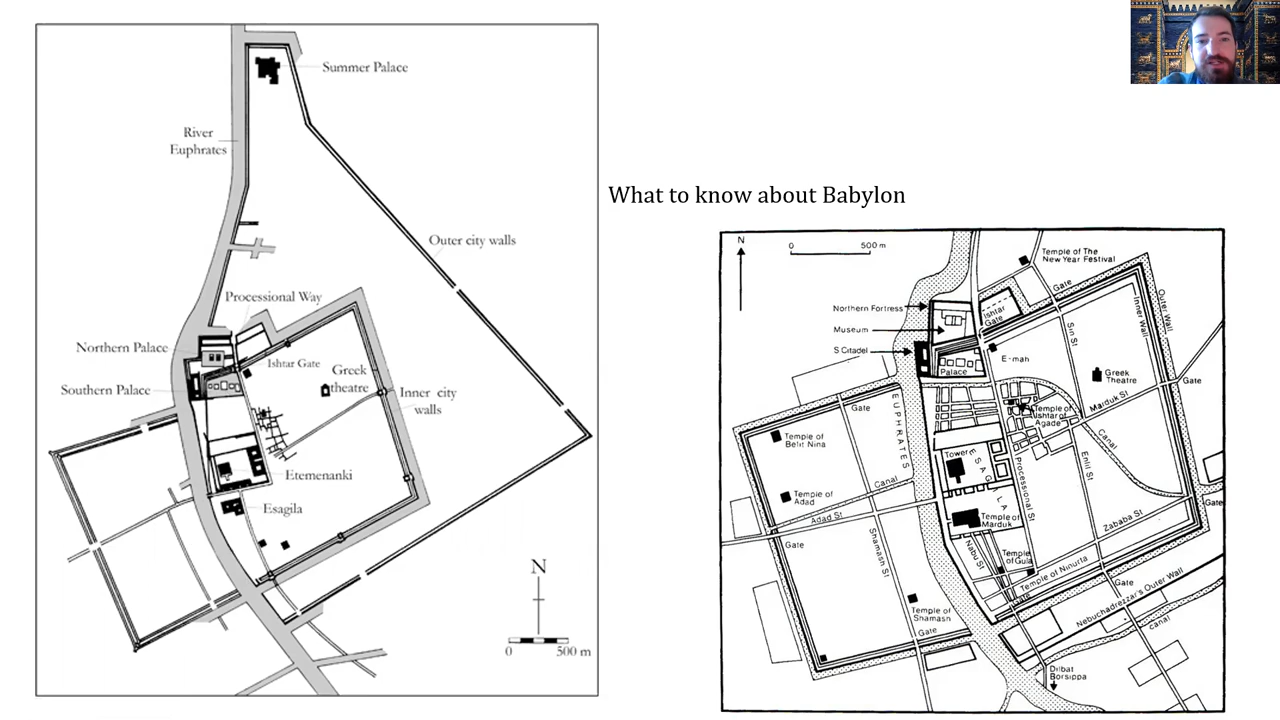 Summer Palace
River
Euphrates
Outer city walls
Processional Way
Northern Palace
Ishtar Gate
Greek
theatre
Southern Palace
Inner city
walls
Etemenanki
Esagila
N
0 500 m
What to know about Babylon
N
0 500 m
Temple of The
New Year Festival
Gate
Northern Fortress
Ishtar
Gate
Museum
S Citadel
Palace
E-mah
Sin St
Inner Wall
Outer Wall
Greek
Theatre
Gate
Marduk St
Gate
EUPHRATES
Temple of
Ishtar of
Agade
Temple of
Belit Nina
Canal
Tower
ESAGILA
Processional St
Enlil St
Temple of
Adad
Canal
Adad St
Gate
Gate
Temple of
Marduk
Zababa St
Shamash St
Nabu St
Temple
of Gula
Temple of Ninurta
Gate
Gate
Temple of
Shamash
Gate
Nebuchadrezzar's Outer Wall
canal
Dilbat
Borsippa